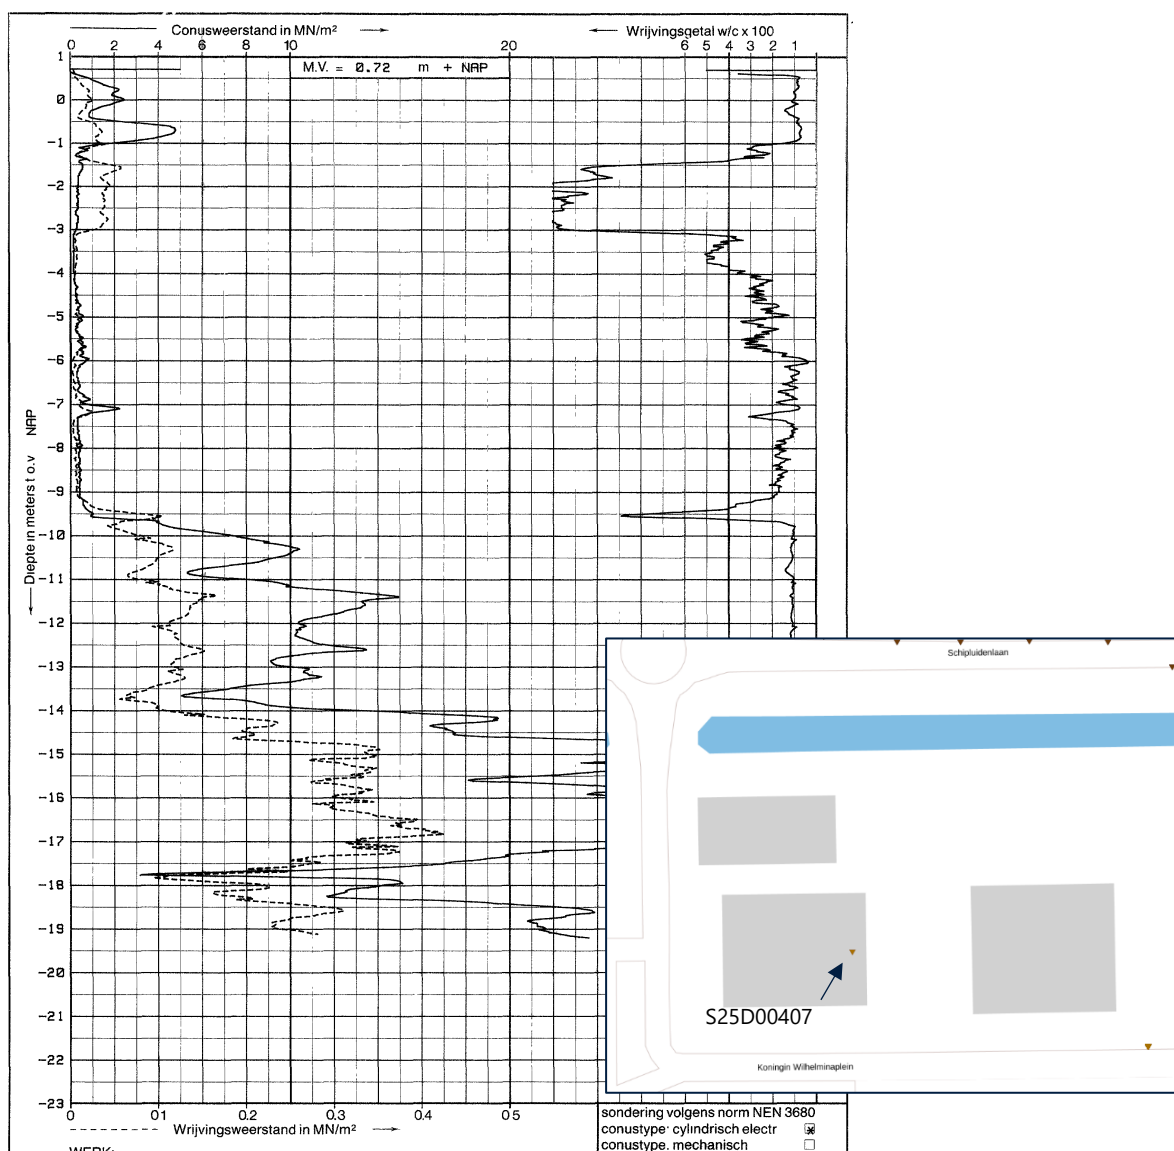 Conusweerstand in MN/m²
Wrijvingsgetal w/c x 100
0 2 4 6 8 10 20 6 5 4 3 2 1
M.V. = 0.72 m + NAP
1
0
-1
-2
-3
-4
-5
-6
-7
-8
-9
-10
-11
-12
-13
-14
-15
-16
-17
-18
-19
-20
-21
-22
-23
Diepte in meters t o.v NAP
0 01 0.2 0.3 0.4 0 5
Wrijvingsweerstand in MN/m²
Schipluidenlaan
S25D00407
Koningin Wilhelminaplein
sondering volgens norm NEN 3680
conustype: cylindrisch electr
conustype. mechanisch